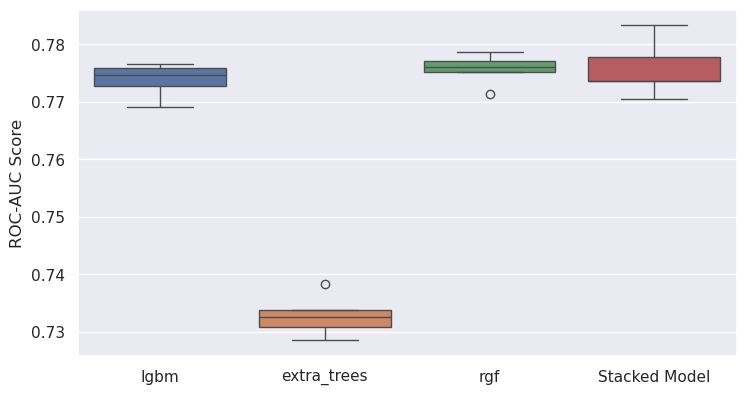 ROC-AUC Score
0.78
0.77
0.76
0.75
0.74
0.73
lgbm
extra_trees
rgf
Stacked Model